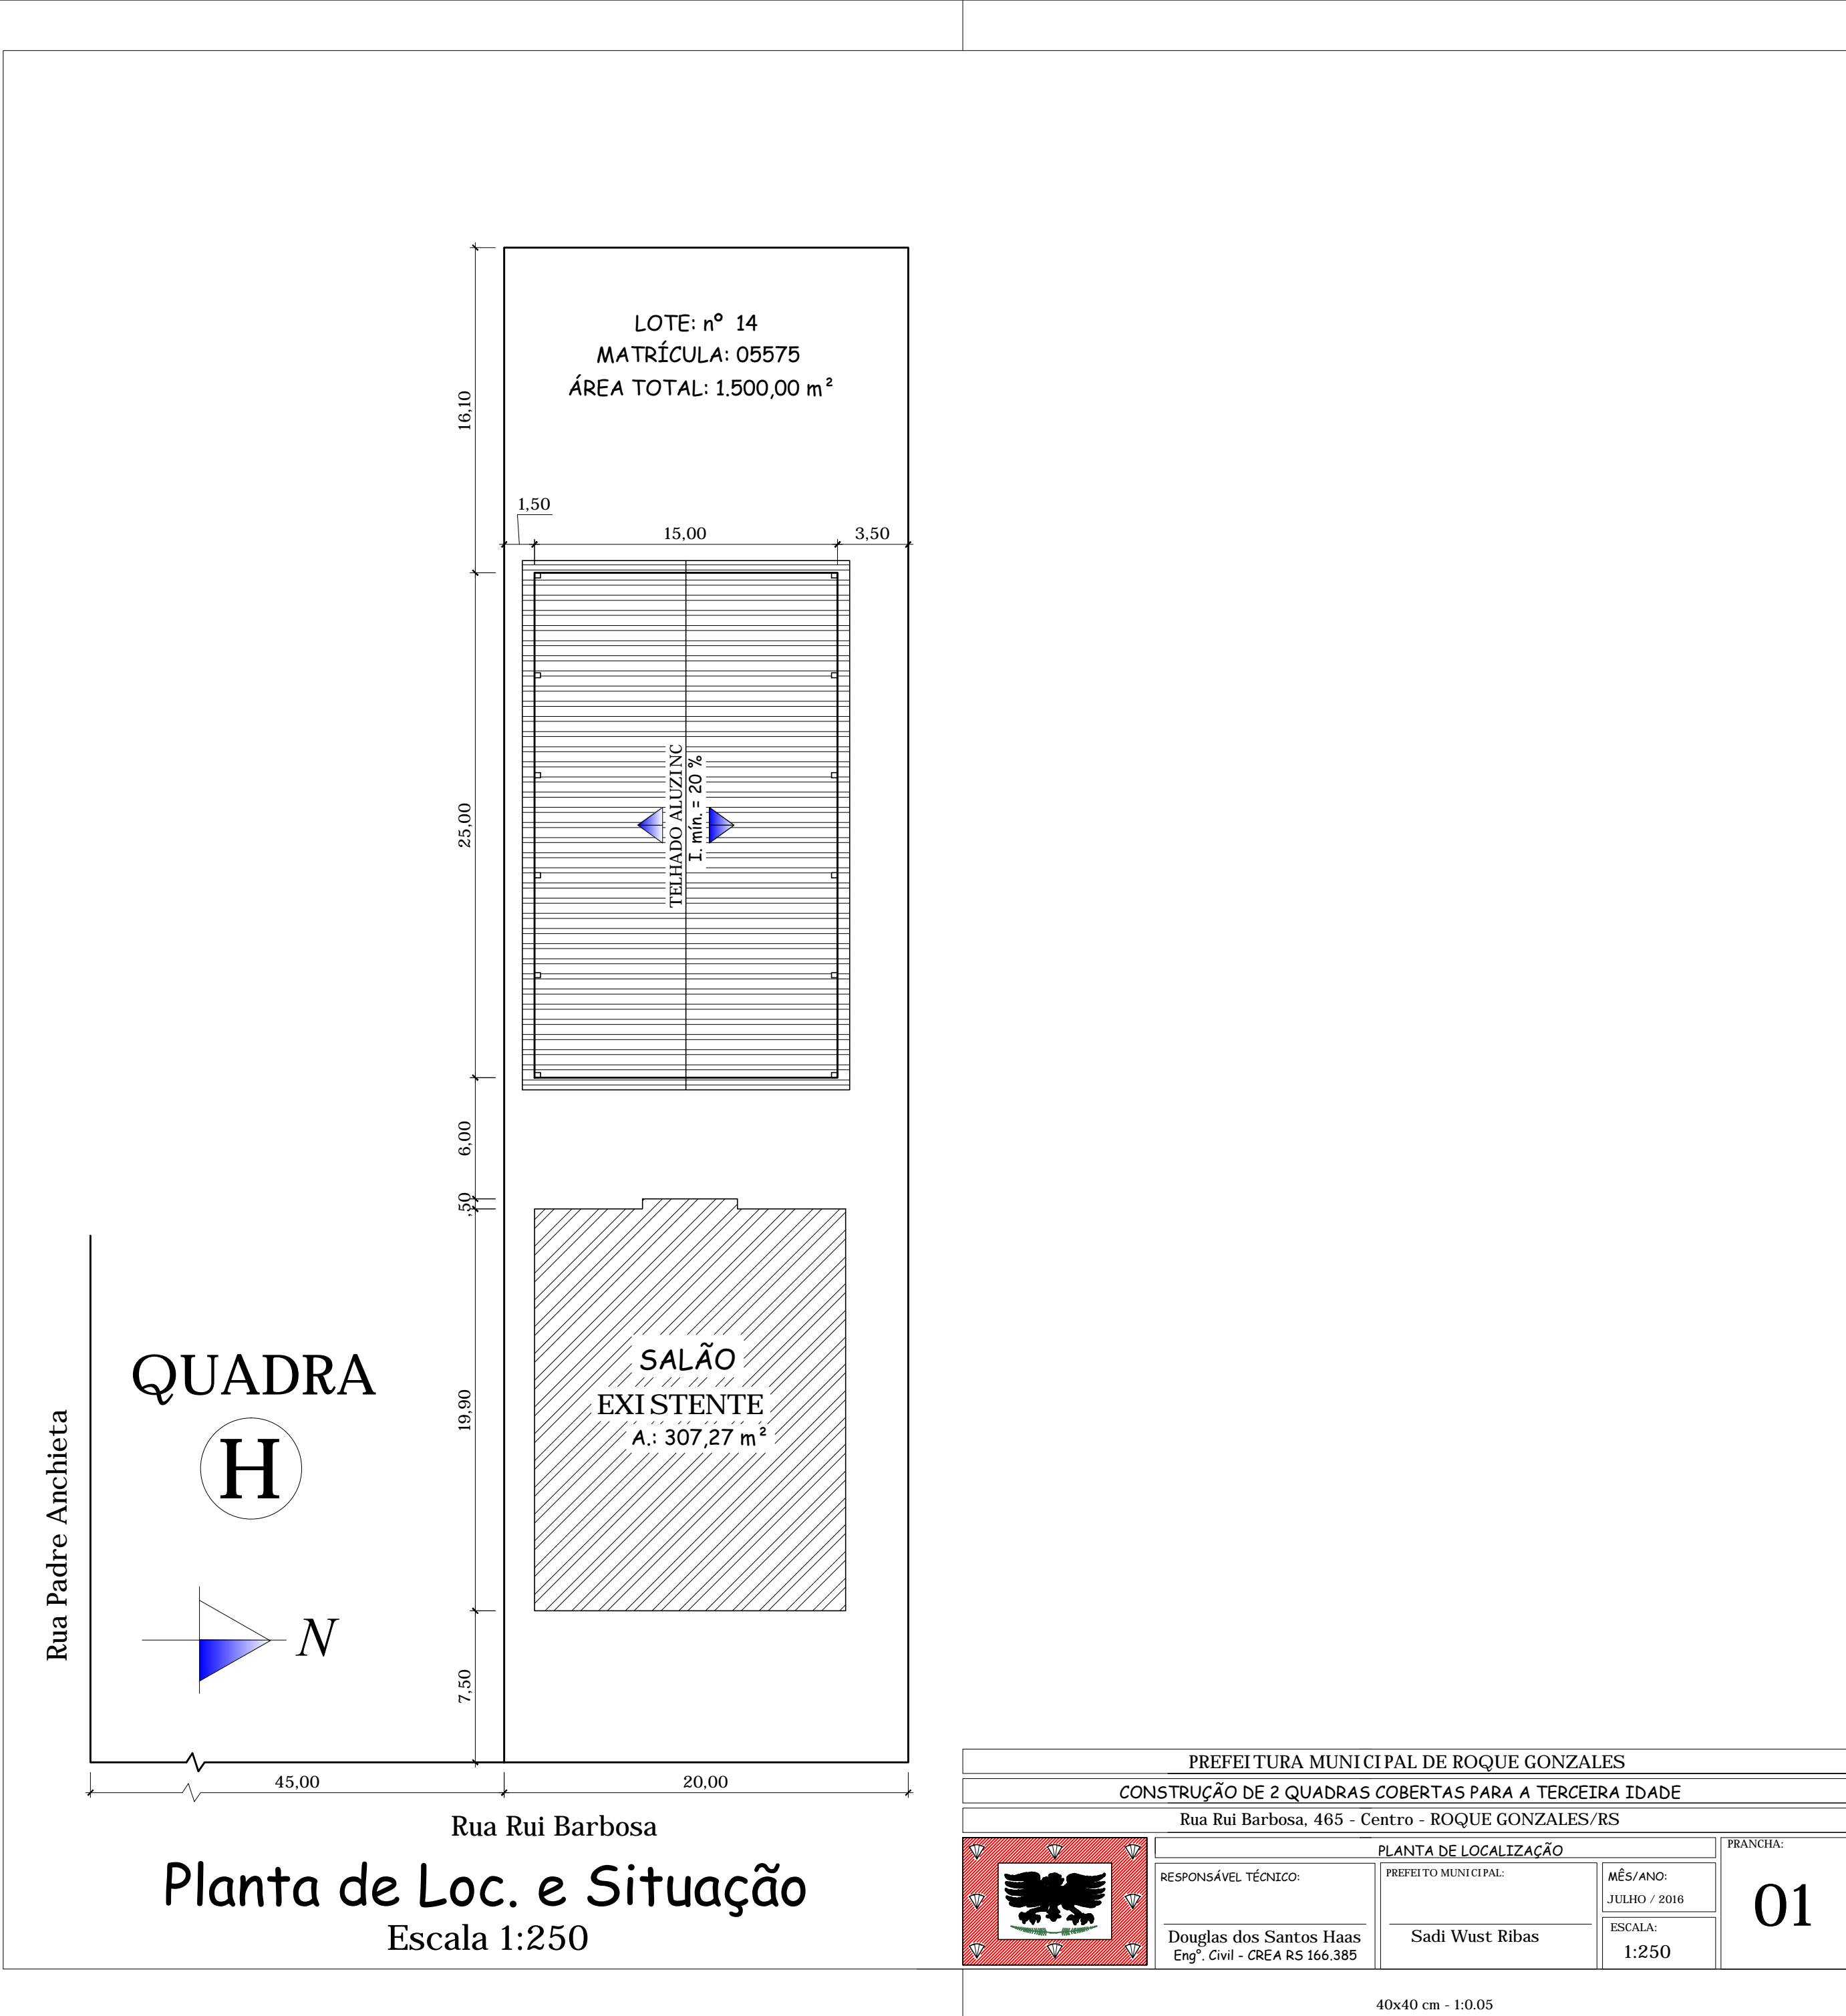 LOTE: nº 14
MATRÍCULA: 05575
ÁREA TOTAL: 1.500,00 m²
16,10
1,50
15,00
3,50
25,00
TELHADO ALUZINC
I. mín. = 20 %
6,00
,50
19,90
SALÃO
EXISTENTE
A.: 307,27 m²
QUADRA
H
Rua Padre Anchieta
N
7,50
45,00
20,00
Rua Rui Barbosa
Planta de Loc. e Situação
Escala 1:250
PREFEITURA MUNICIPAL DE ROQUE GONZALES
CONSTRUÇÃO DE 2 QUADRAS COBERTAS PARA A TERCEIRA IDADE
Rua Rui Barbosa, 465 - Centro - ROQUE GONZALES/RS
PLANTA DE LOCALIZAÇÃO
PRANCHA:
01
RESPONSÁVEL TÉCNICO:
Douglas dos Santos Haas
Engº. Civil - CREA RS 166.385
PREFEITO MUNICIPAL:
Sadi Wust Ribas
MÊS/ANO:
JULHO / 2016
ESCALA:
1:250
40x40 cm - 1:0.05